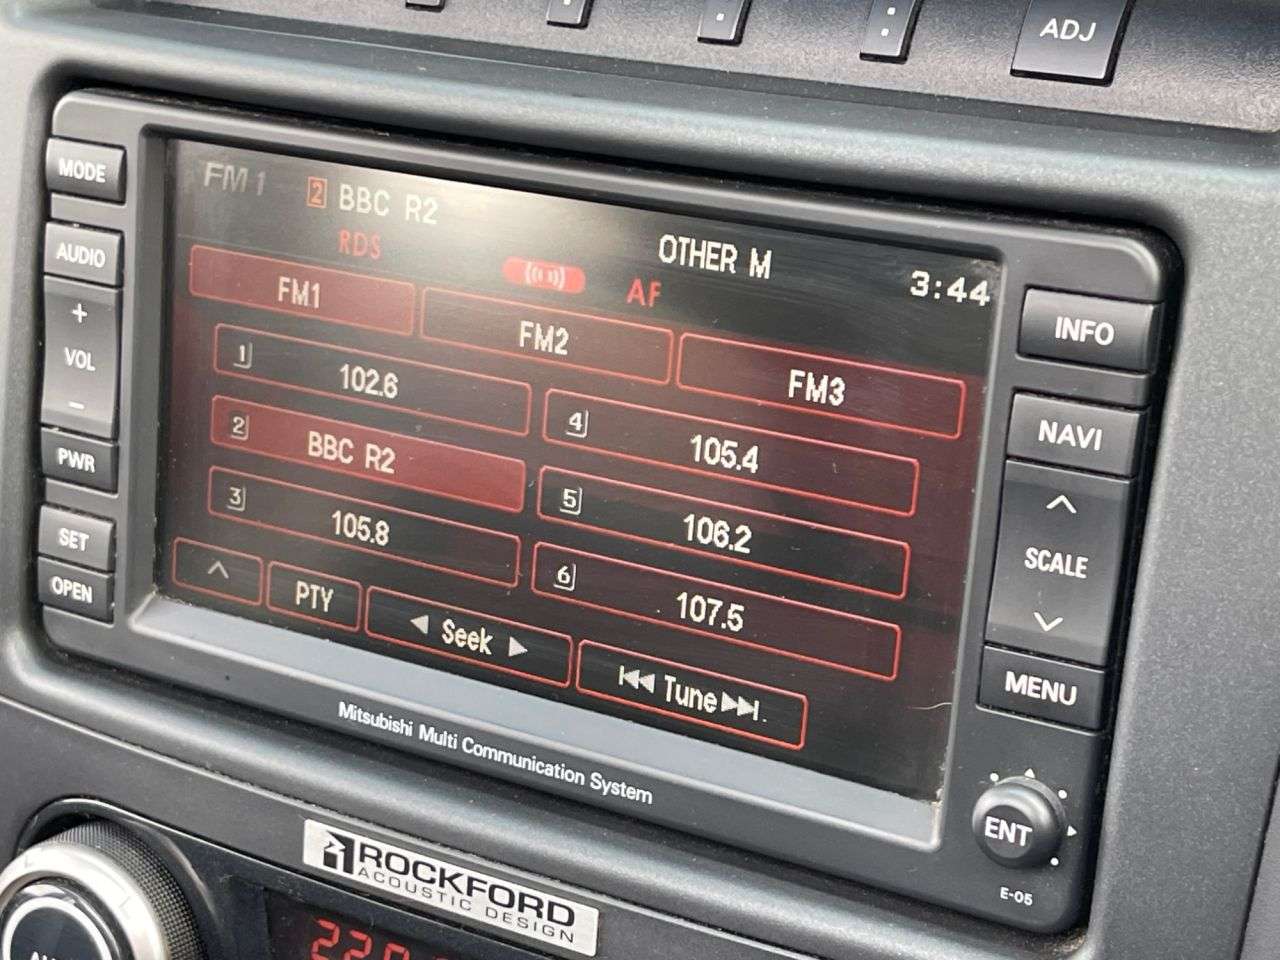 ADJ
MODE
AUDIO
+
VOL
-
PWR
SET
OPEN
FM1
2 BBC R2
RDS
AF
OTHER M
3:44
FM1
FM2
FM3
1 102.6
2 BBC R2
3 105.8
4 105.4
5 106.2
6 107.5
PTY
Seek
Tune
INFO
NAVI
SCALE
MENU
ENT
E-05
Mitsubishi Multi Communication System
ROCKFORD
ACOUSTIC DESIGN